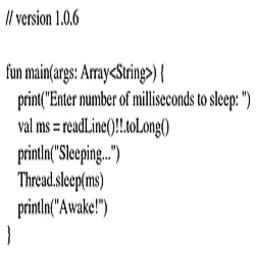 // version 1.0.6
fun main(args: Array<String>) {
print("Enter number of milliseconds to sleep: ")
val ms = readLine()!!.toLong()
println("Sleeping...")
Thread.sleep(ms)
println("Awake!")
}